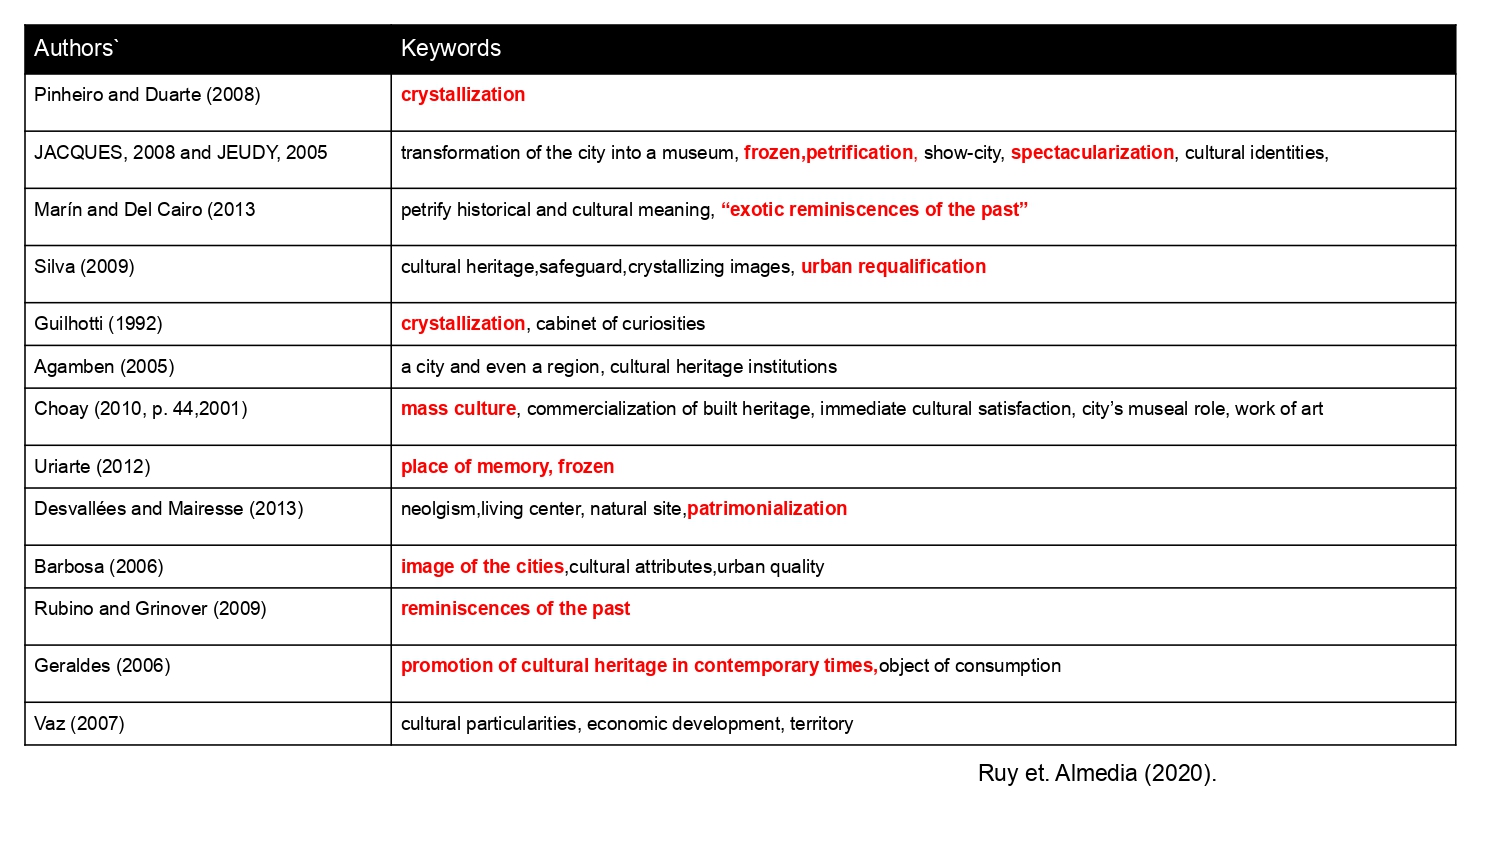 Authors` Keywords
Pinheiro and Duarte (2008) crystallization
JACQUES, 2008 and JEUDY, 2005 transformation of the city into a museum, frozen,petrification, show-city, spectacularization, cultural identities,
Marín and Del Cairo (2013 petrify historical and cultural meaning, “exotic reminiscences of the past”
Silva (2009) cultural heritage,safeguard,crystallizing images, urban requalification
Guilhotti (1992) crystallization, cabinet of curiosities
Agamben (2005) a city and even a region, cultural heritage institutions
Choay (2010, p. 44,2001) mass culture, commercialization of built heritage, immediate cultural satisfaction, city’s museal role, work of art
Uriarte (2012) place of memory, frozen
Desvallées and Mairesse (2013) neolgism,living center, natural site,patrimonialization
Barbosa (2006) image of the cities,cultural attributes,urban quality
Rubino and Grinover (2009) reminiscences of the past
Geraldes (2006) promotion of cultural heritage in contemporary times,object of consumption
Vaz (2007) cultural particularities, economic development, territory
Ruy et. Almedia (2020).